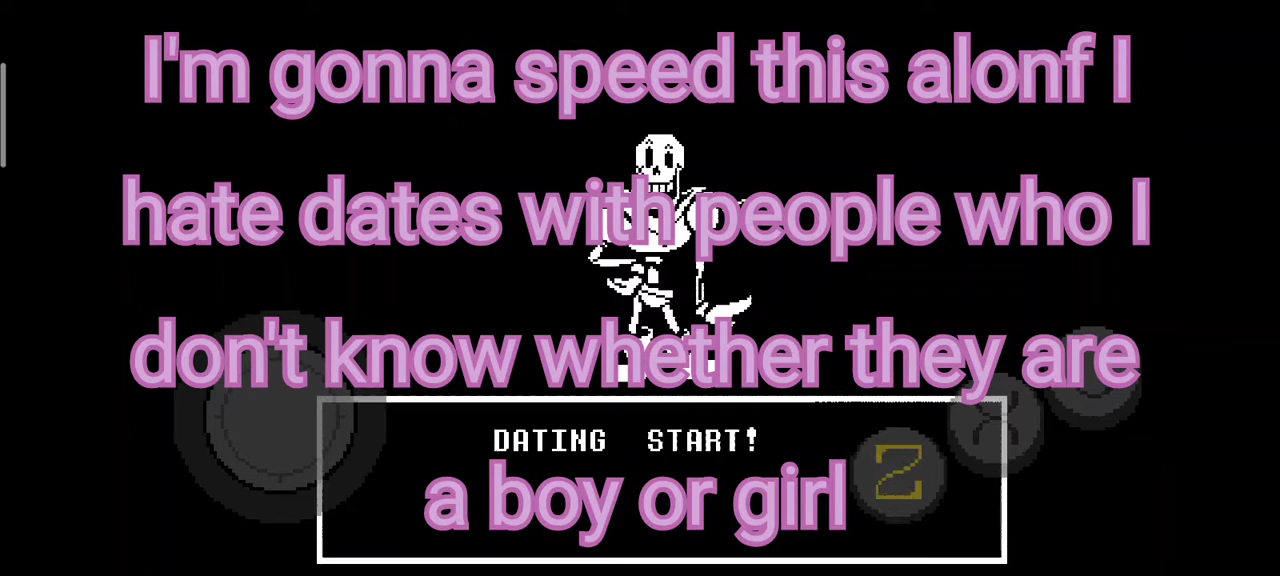 I'm gonna speed this alonf I
hate dates with people who I
don't know whether they are
DATING START!
Z
a boy or girl